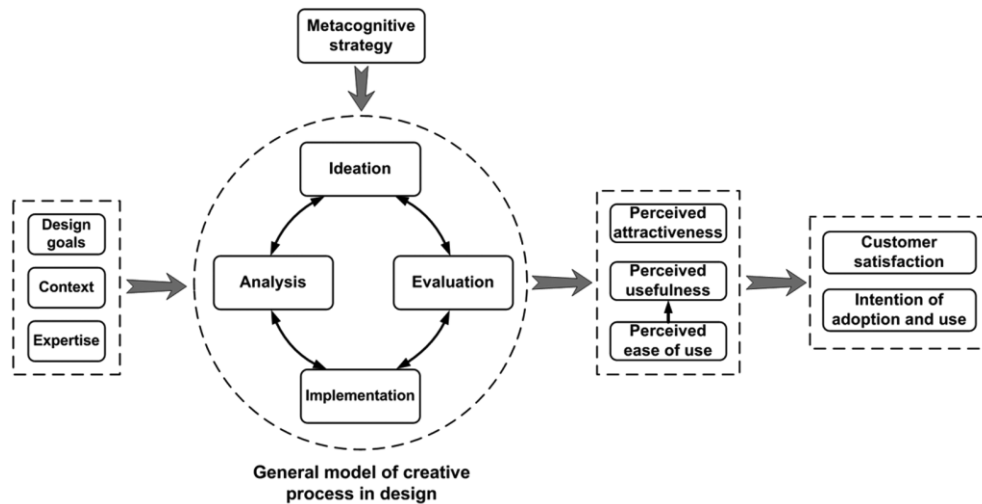 Metacognitive
strategy
Ideation
Analysis
Evaluation
Implementation
General model of creative
process in design
Design
goals
Context
Expertise
Perceived
attractiveness
Perceived
usefulness
Perceived
ease of use
Customer
satisfaction
Intention of
adoption and use